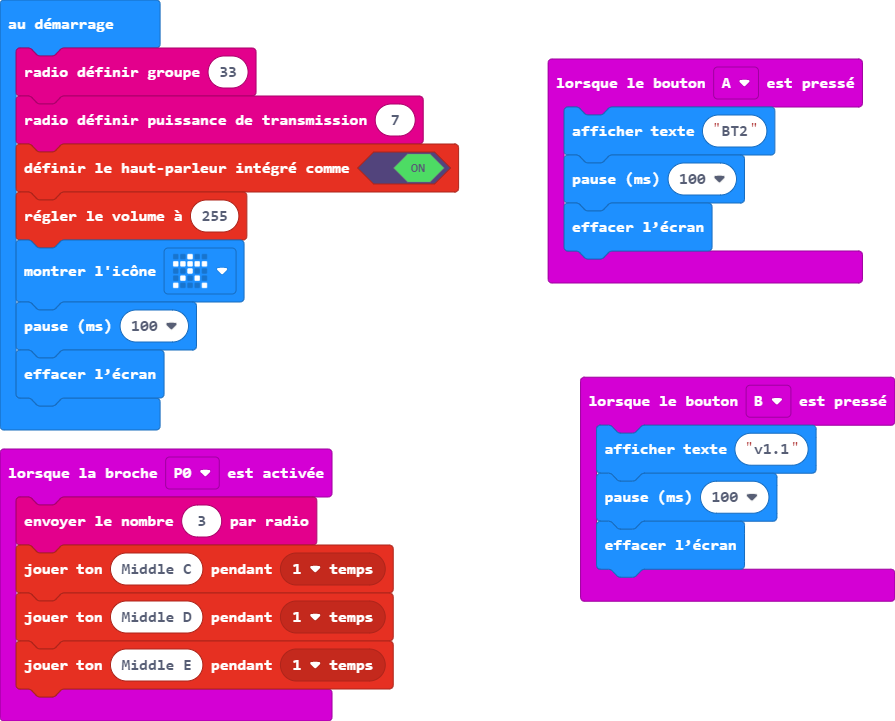 au démarrage
radio définir groupe 33
radio définir puissance de transmission 7
définir le haut-parleur intégré comme ON
régler le volume à 255
montrer l'icône
pause (ms) 100
effacer l’écran
lorsque la broche P0 est activée
envoyer le nombre 3 par radio
jouer ton Middle C pendant 1 temps
jouer ton Middle D pendant 1 temps
jouer ton Middle E pendant 1 temps
lorsque le bouton A est pressé
afficher texte "BT2"
pause (ms) 100
effacer l’écran
lorsque le bouton B est pressé
afficher texte "v1.1"
pause (ms) 100
effacer l’écran